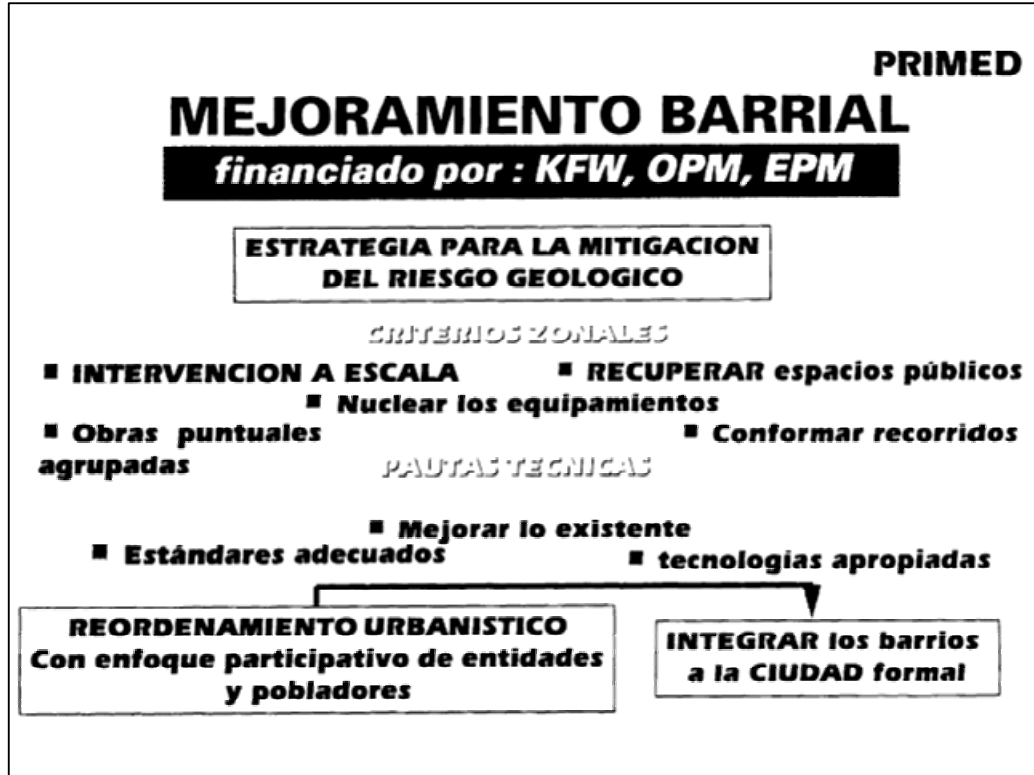 PRIMED
MEJORAMIENTO BARRIAL
financiado por : KFW, OPM, EPM
ESTRATEGIA PARA LA MITIGACION
DEL RIESGO GEOLOGICO
CRITERIOS ZONALES
■ INTERVENCION A ESCALA ■ RECUPERAR espacios públicos
■ Nuclear los equipamientos
■ Obras puntuales ■ Conformar recorridos
agrupadas
PAUTAS TECNICAS
■ Mejorar lo existente
■ Estándares adecuados ■ tecnologías apropiadas
REORDENAMIENTO URBANISTICO
Con enfoque participativo de entidades
y pobladores
INTEGRAR los barrios
a la CIUDAD formal